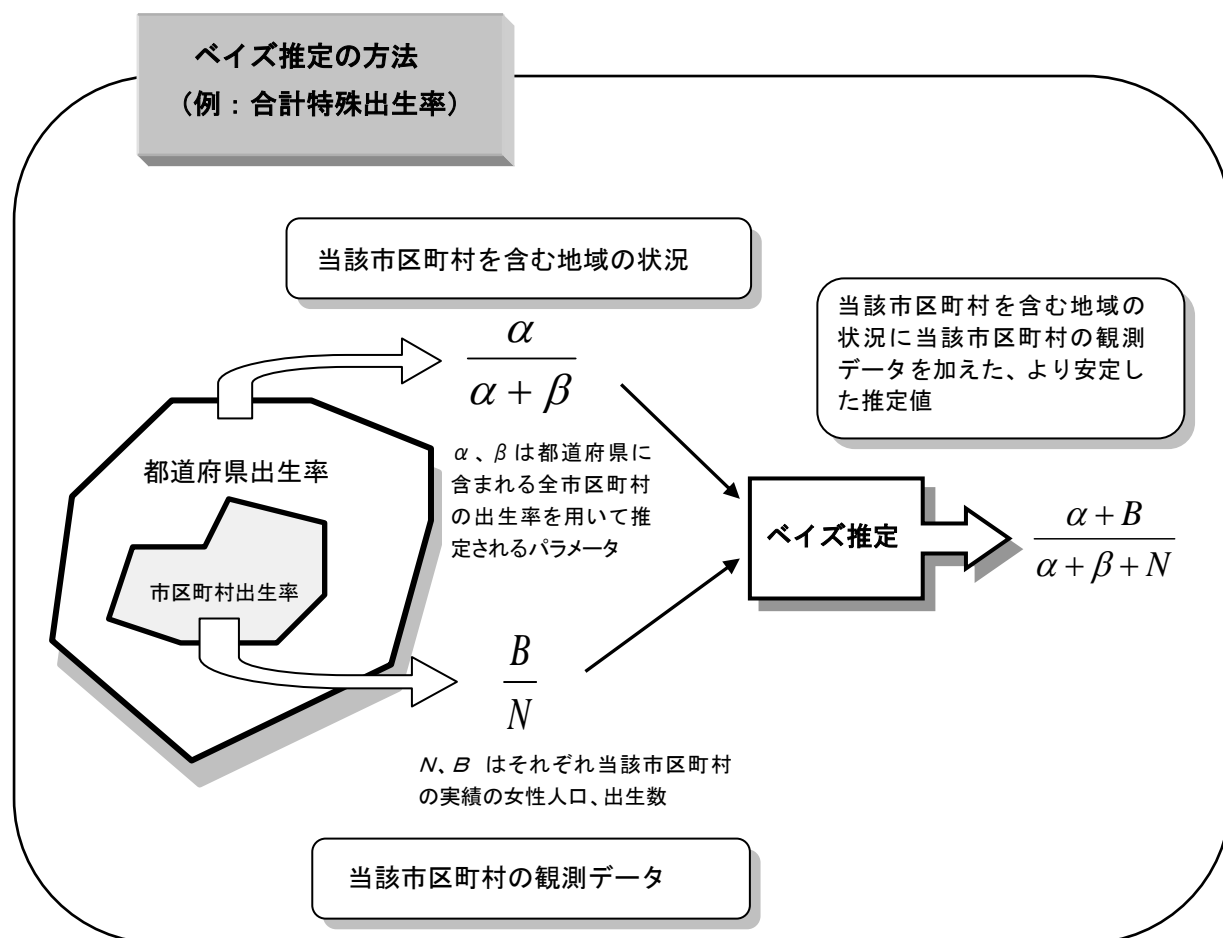 ベイズ推定の方法
（例：合計特殊出生率）
当該市区町村を含む地域の状況
α
α + β
α、βは都道府県に
含まれる全市区町村
の出生率を用いて推
定されるパラメータ
都道府県出生率
市区町村出生率
B
N
N、B はそれぞれ当該市区町村
の実績の女性人口、出生数
当該市区町村の観測データ
ベイズ推定
当該市区町村を含む地域の
状況に当該市区町村の観測
データを加えた、より安定し
た推定値
α + B
α + β + N